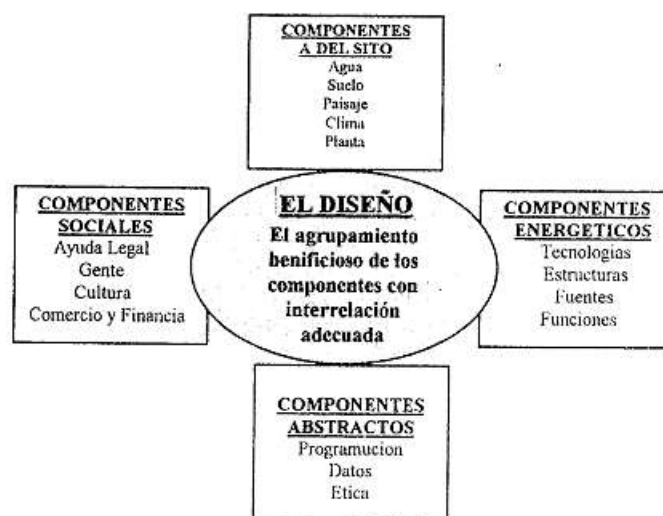 COMPONENTES
A DEL SITO
Agua
Suelo
Paisaje
Clima
Planta
COMPONENTES
SOCIALES
Ayuda Legal
Gente
Cultura
Comercio y Financia
EL DISEÑO
El agrupamiento
benificioso de los
componentes con
interrelación
adecuada
COMPONENTES
ENERGETICOS
Tecnologias
Estructuras
Fuentes
Funciones
COMPONENTES
ABSTRACTOS
Programucion
Datos
Etica